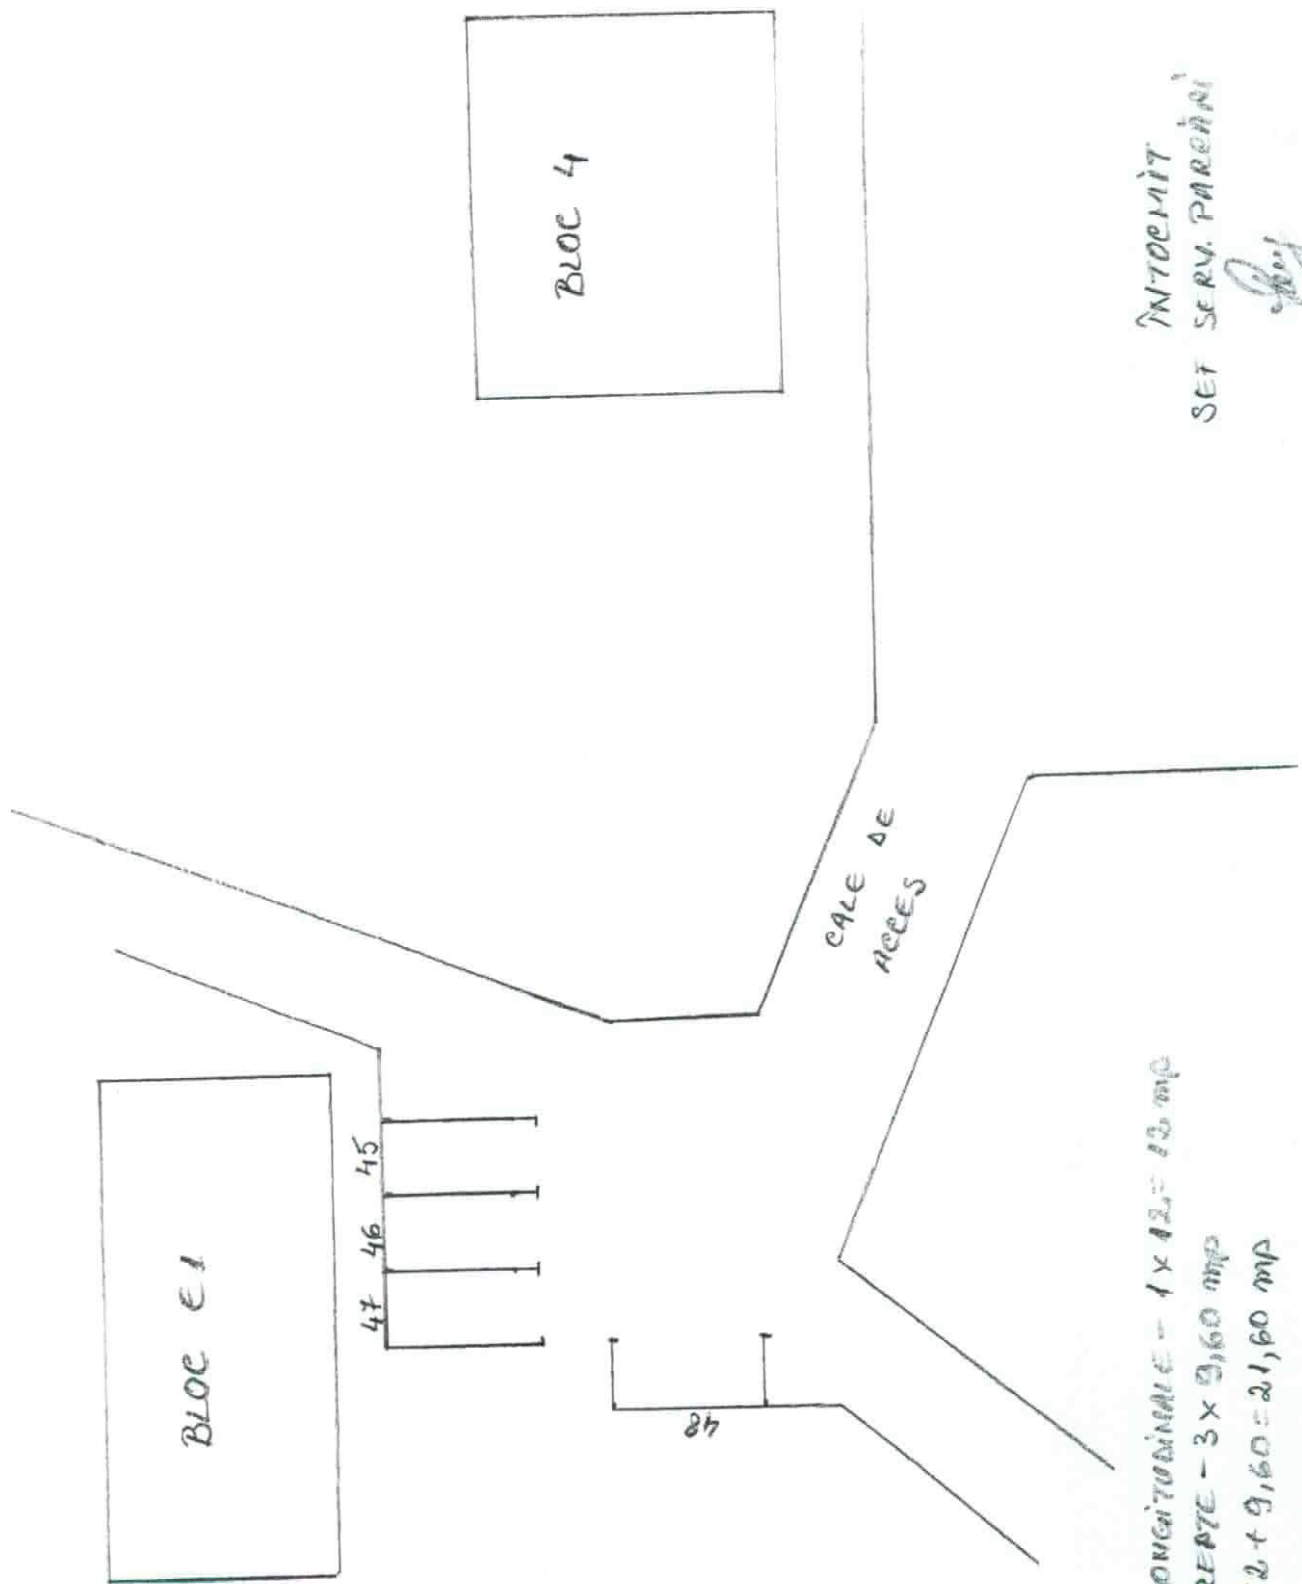 BLOC 4
BLOC E1
45
46
47
48
CALE DE
ACCES
ÎNTOCMIT
SEF SERV. PARCĂRI
ONGITUDINALE - 1 x 12 = 12 mp
REPTE - 3 x 9,60 mp
2 + 9,60 = 21,60 mp